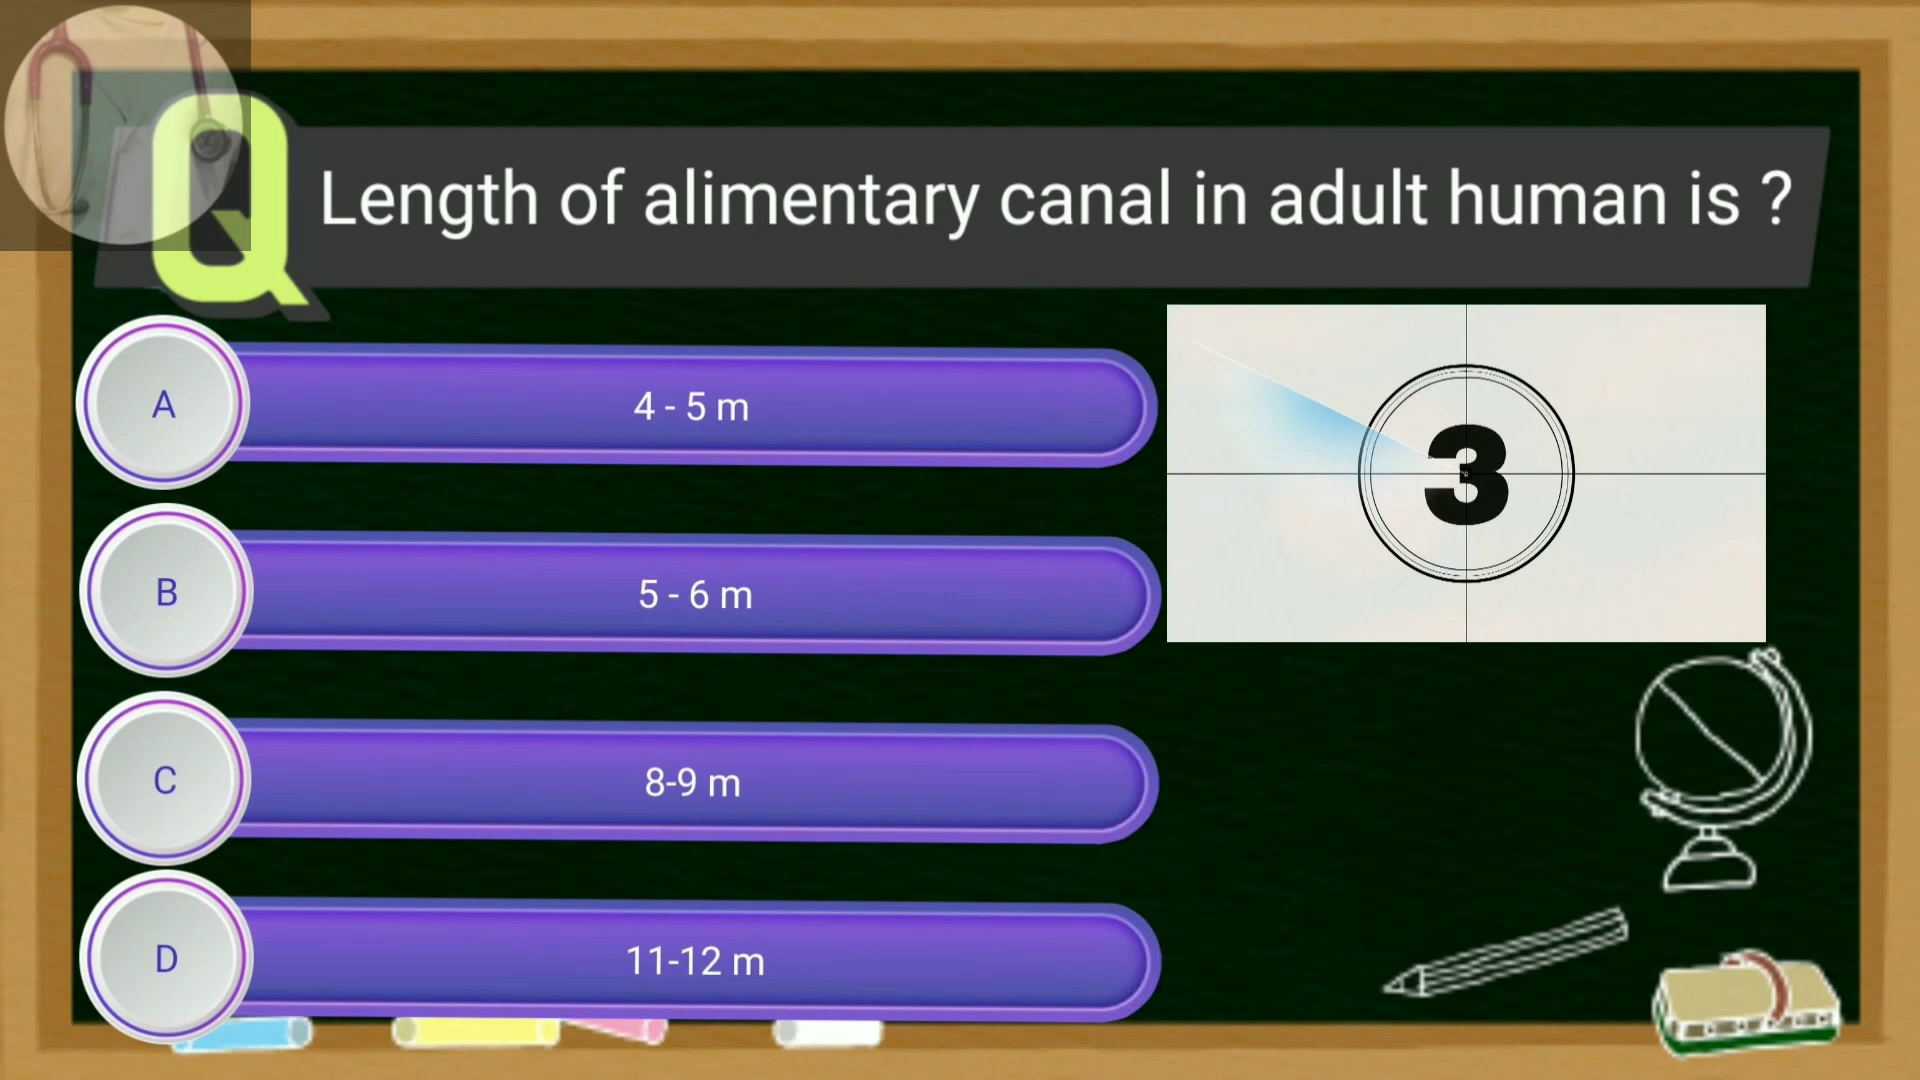 Q
Length of alimentary canal in adult human is ?
A
4 - 5 m
3
B
5 - 6 m
C
8-9 m
D
11-12 m